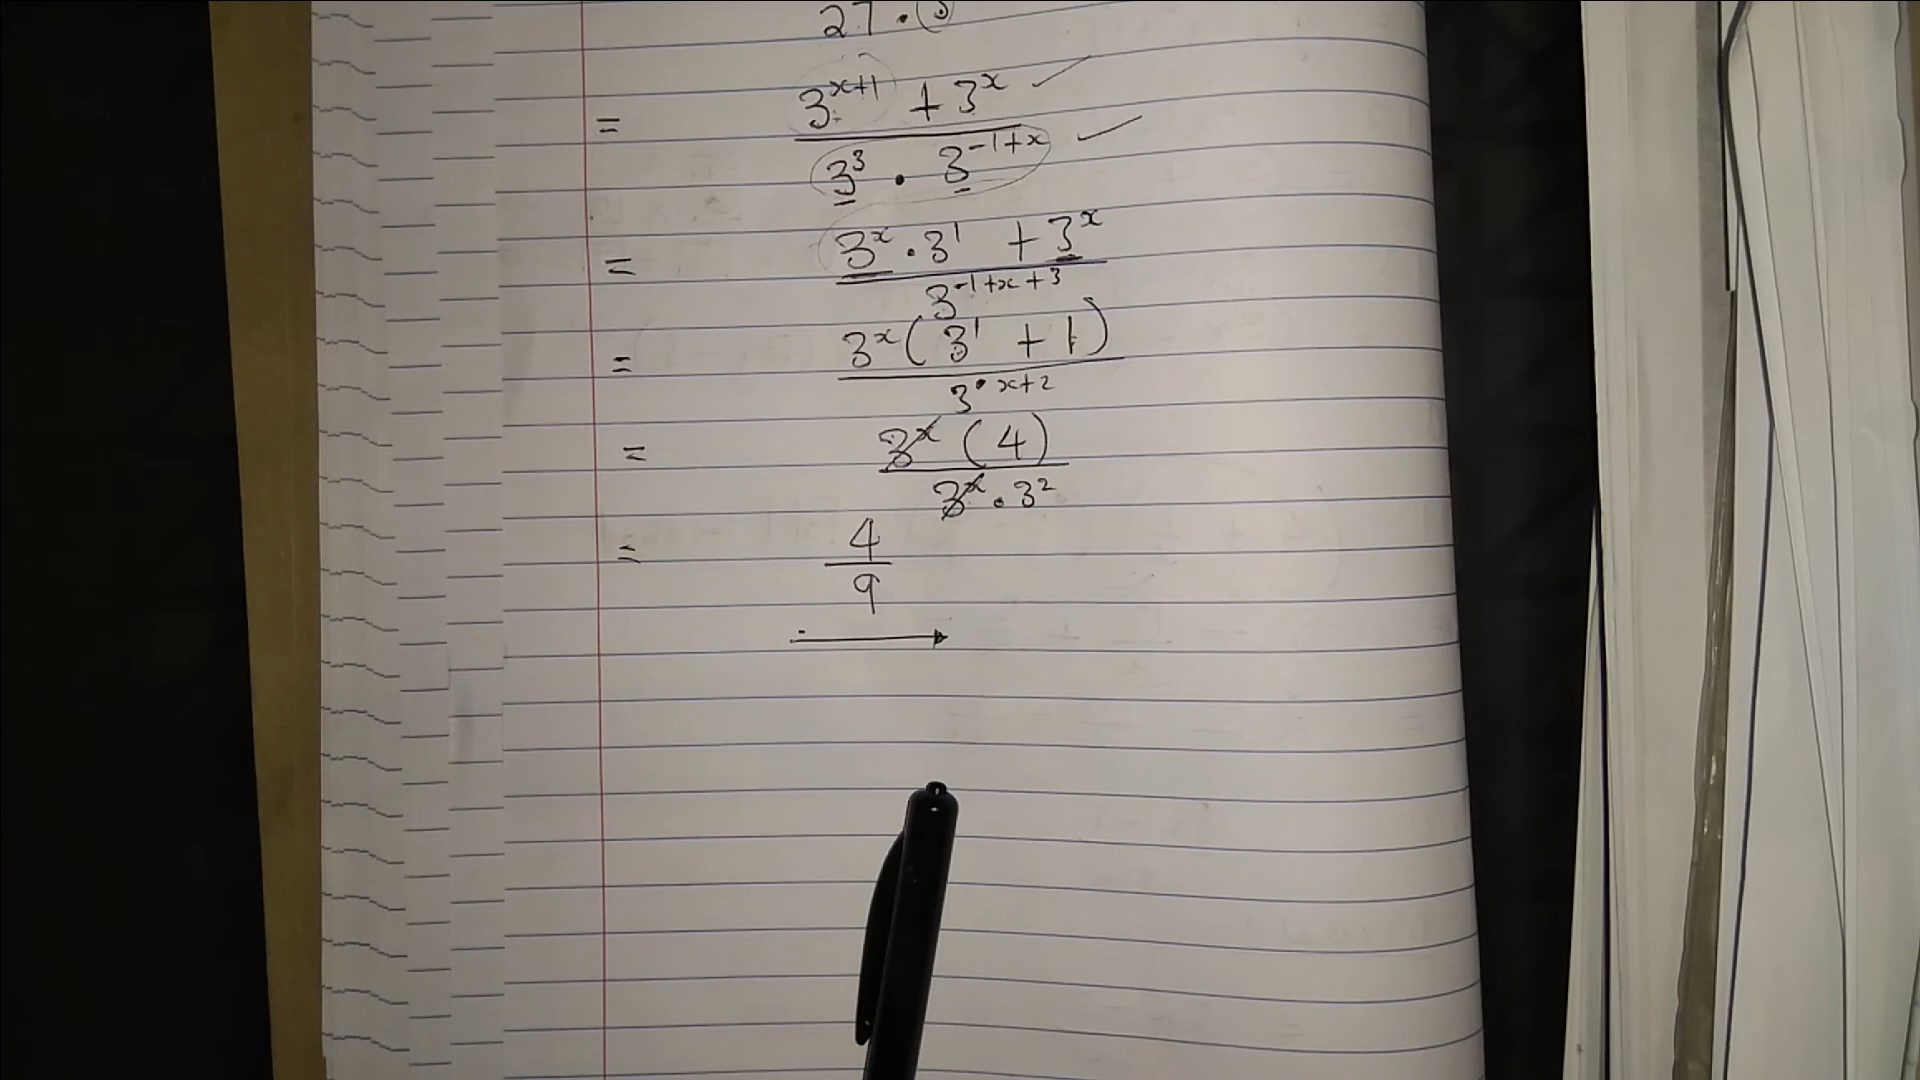 27 . 
= (3^(x+1) + 3^x) / (3^3 . 3^(-1+x))
= (3^x . 3^1 + 3^x) / 3^(-1+x+3)
= 3^x (3^1 + 1) / 3^(x+2)
= 3^x (4) / (3^x . 3^2)
= 4 / 9